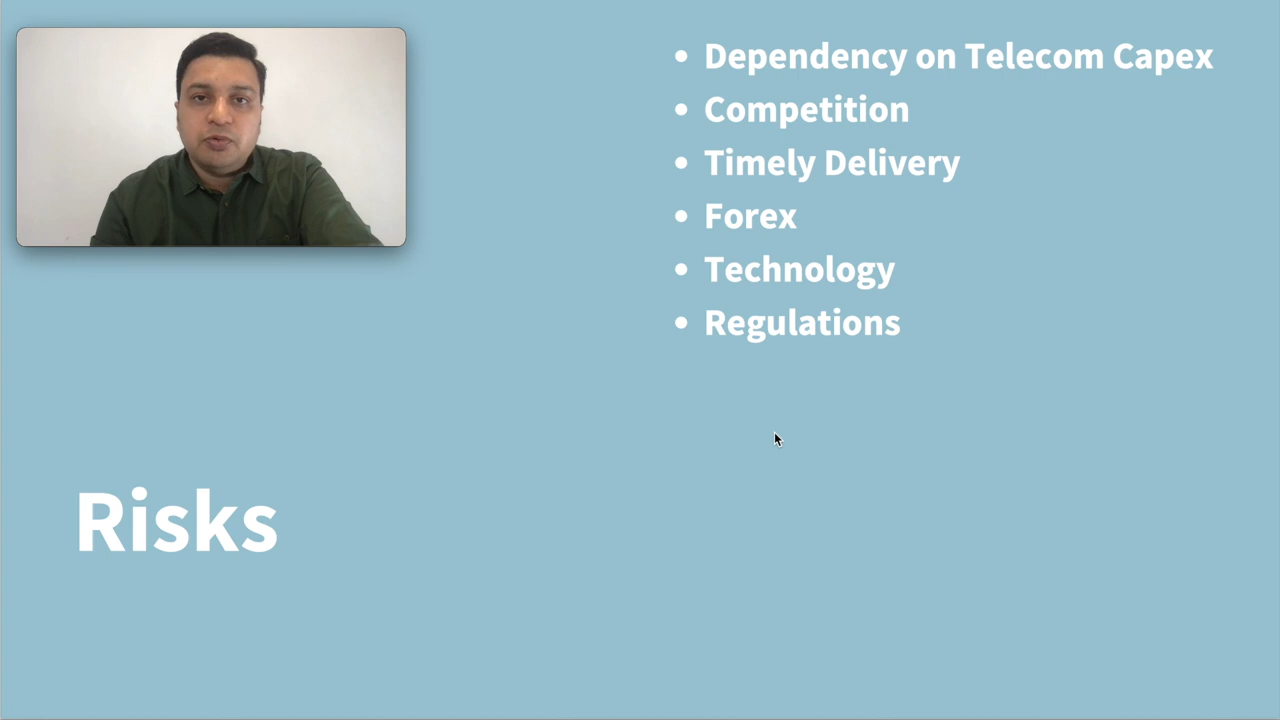 Dependency on Telecom Capex
Competition
Timely Delivery
Forex
Technology
Regulations
Risks